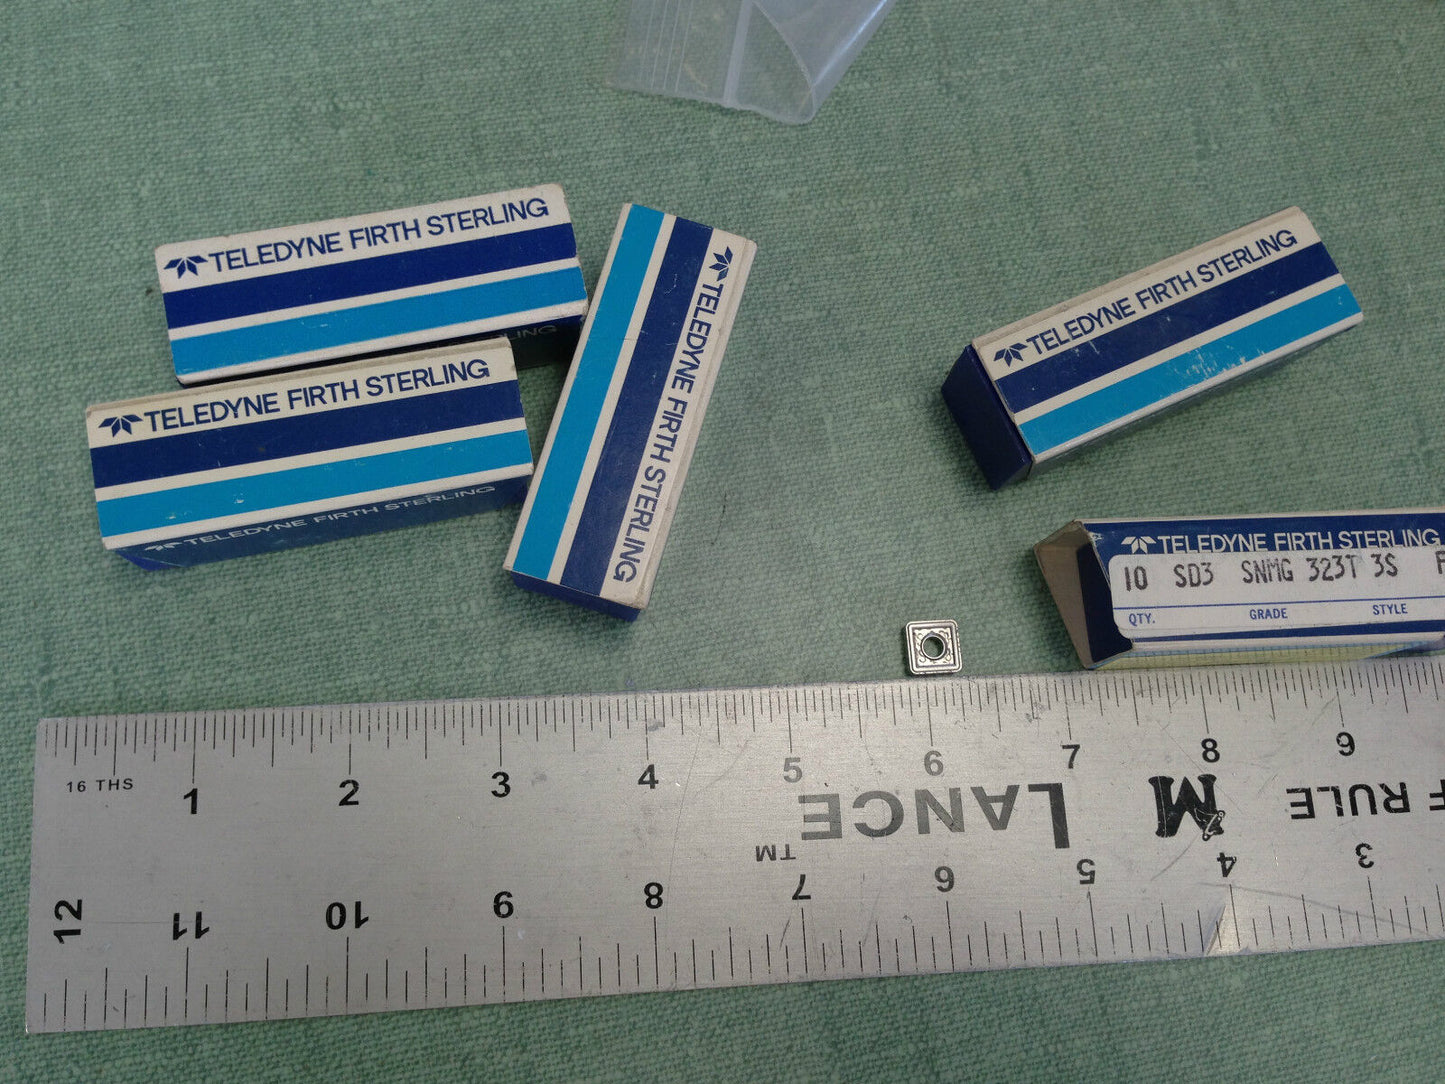 TELEDYNE FIRTH STERLING
TELEDYNE FIRTH STERLING
TELEDYNE FIRTH STERLING
TELEDYNE FIRTH STERLING
TELEDYNE FIRTH STERLING
TELEDYNE FIRTH STERLING
10 SD3 SNMG 323T 3S
QTY. GRADE STYLE
16 THS
1 2 3 4 5 6 7 8 9
LANCE TM
F RULE
12 11 10 9 8 7 6 5 4 3